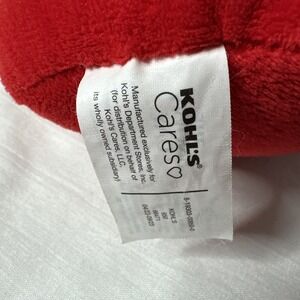 KOHL'S
Cares
Manufactured exclusively for
Kohl's Department Stores, Inc.
(for distribution on behalf of
Kohl's Cares, LLC,
its wholly owned subsidiary)
KOHL'S